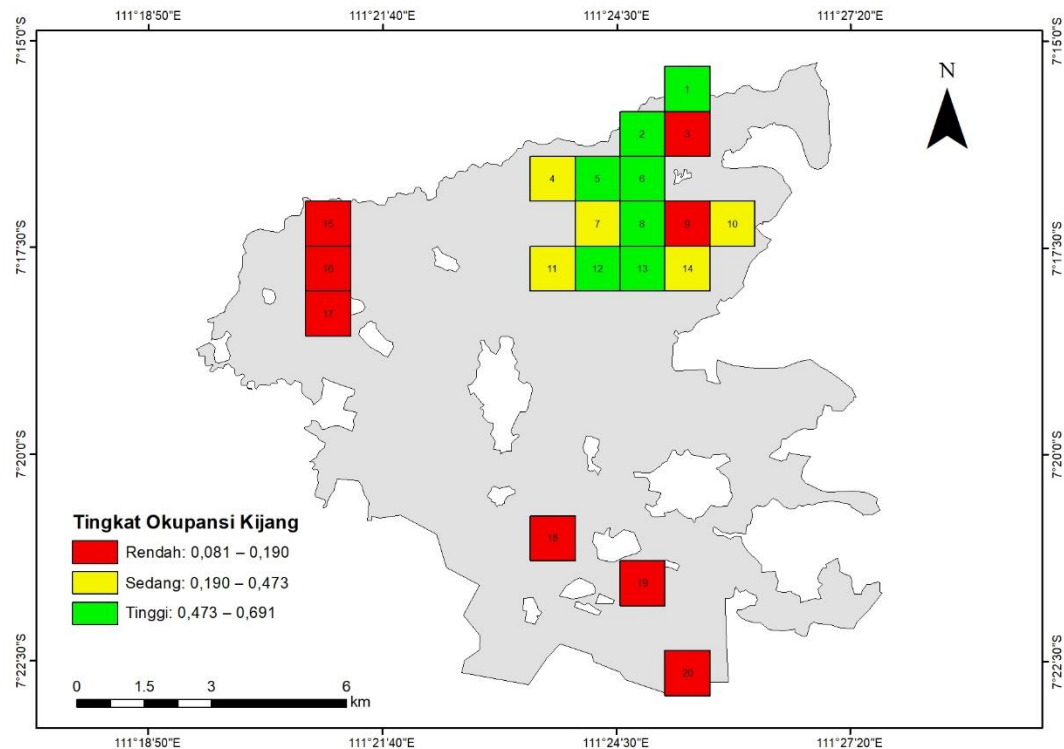 111°18'50"E 111°21'40"E 111°24'30"E 111°27'20"E
7°15'0"S 7°15'0"S
N
1
2 3
4 5 6
15 7 8 9 10
7°17'30"S 7°17'30"S
16 11 12 13 14
17
7°20'0"S 7°20'0"S
Tingkat Okupansi Kijang
18
Rendah: 0,081 – 0,190
Sedang: 0,190 – 0,473
19
Tinggi: 0,473 – 0,691
7°22'30"S 7°22'30"S
20
0 1.5 3 6
km
111°18'50"E 111°21'40"E 111°24'30"E 111°27'20"E